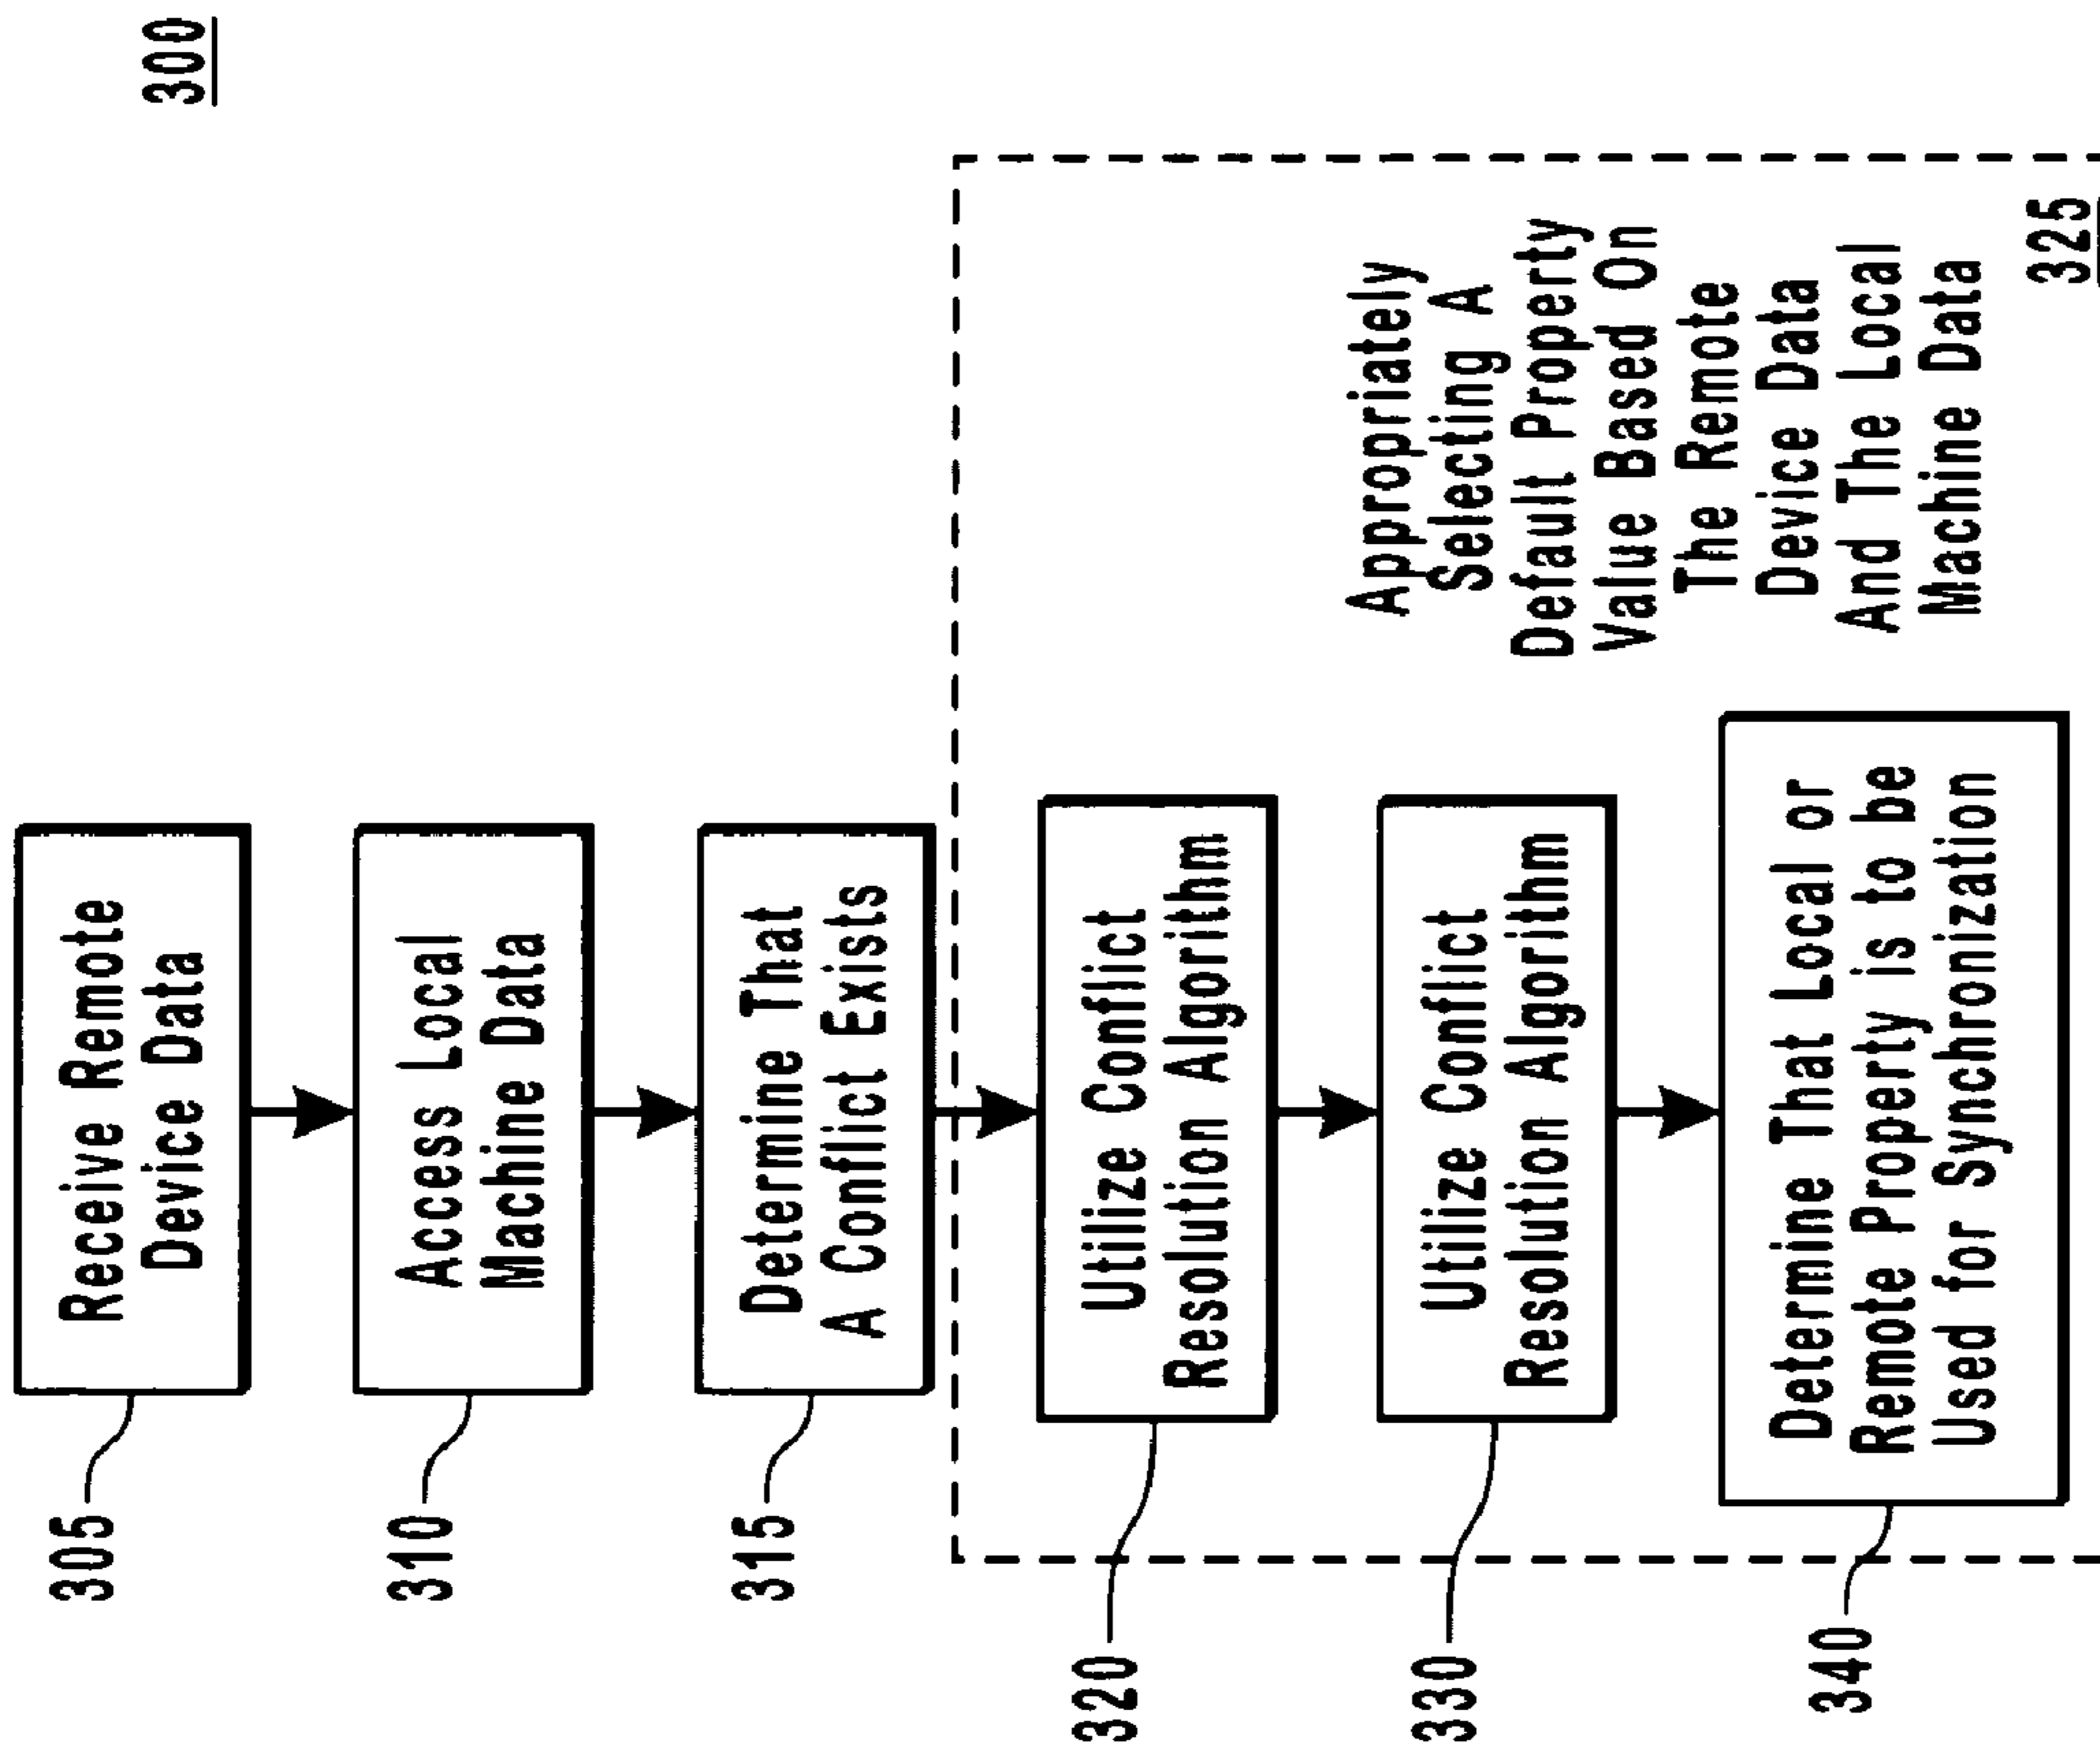 300
305
Receive Remote
Device Data
310
Access Local
Machine Data
315
Determine That
A Conflict Exists
320
Utilize Conflict
Resolution Algorithm
330
Utilize Conflict
Resolution Algorithm
340
Determine That Local or
Remote Property is to be
Used for Synchronization
Appropriately
Selecting A
Default Property
Value Based On
The Remote
Device Data
And The Local
Machine Data
325